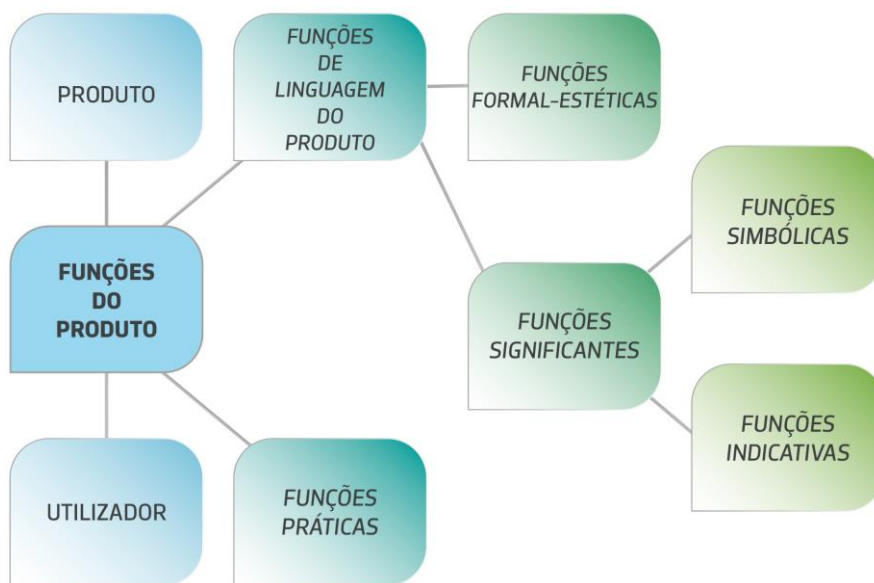 PRODUTO
FUNÇÕES
DE
LINGUAGEM
DO
PRODUTO
FUNÇÕES
FORMAL-ESTÉTICAS
FUNÇÕES
DO
PRODUTO
FUNÇÕES
SIGNIFICANTES
FUNÇÕES
SIMBÓLICAS
FUNÇÕES
INDICATIVAS
UTILIZADOR
FUNÇÕES
PRÁTICAS